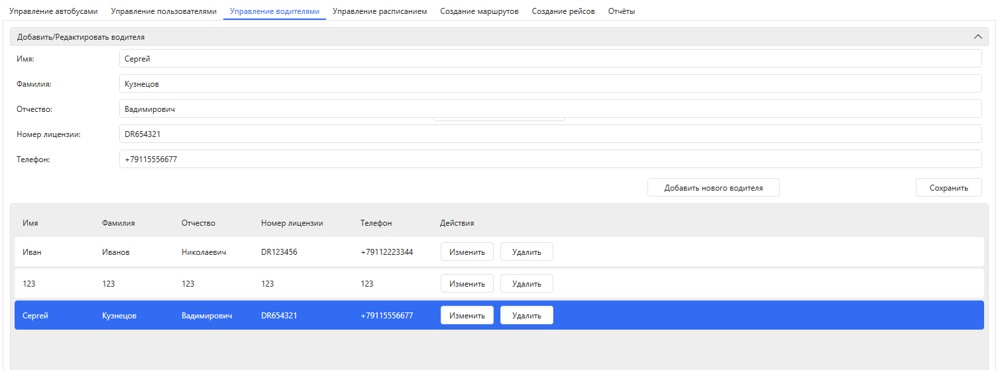 Управление автобусами Управление пользователями Управление водителями Управление расписанием Создание маршрутов Создание рейсов Отчёты
Добавить/Редактировать водителя
Имя: Сергей
Фамилия: Кузнецов
Отчество: Вадимирович
Номер лицензии: DR654321
Телефон: +79115556677
Добавить нового водителя Сохранить
Имя Фамилия Отчество Номер лицензии Телефон Действия
Иван Иванов Николаевич DR123456 +79112223344 Изменить Удалить
123 123 123 123 123 Изменить Удалить
Сергей Кузнецов Вадимирович DR654321 +79115556677 Изменить Удалить